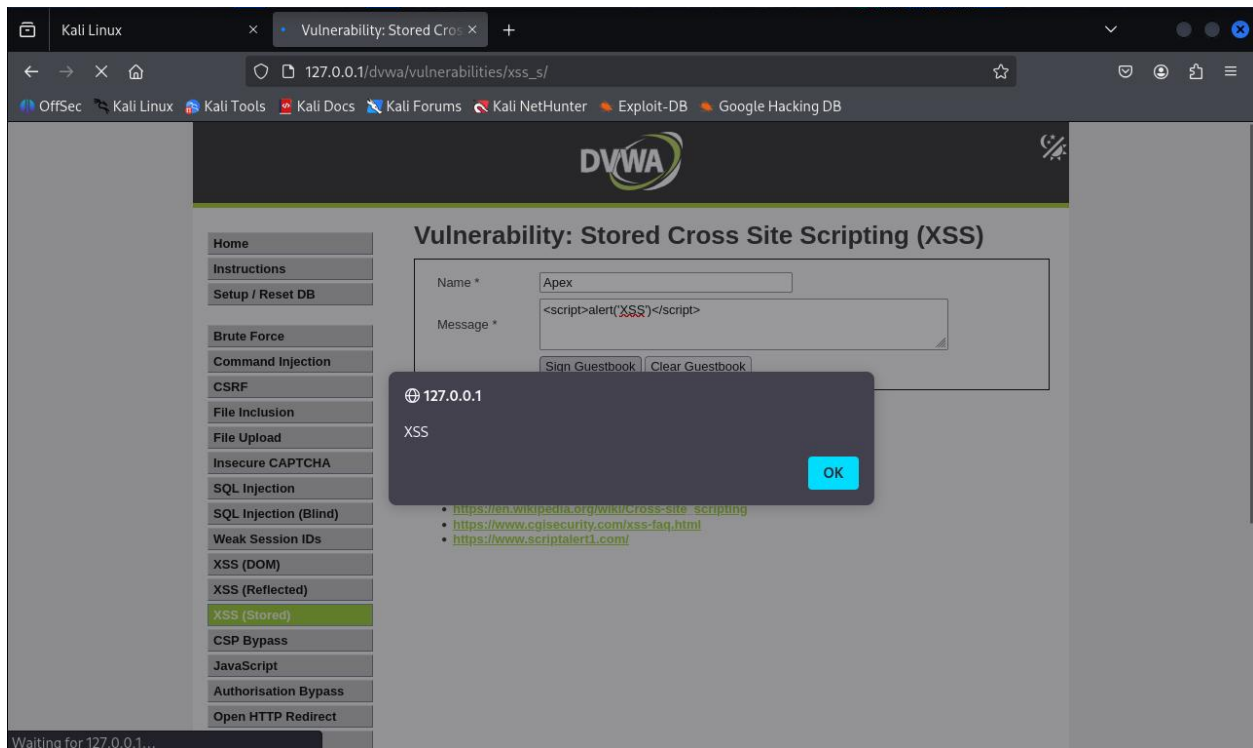 Kali Linux
Vulnerability: Stored Cros
127.0.0.1/dvwa/vulnerabilities/xss_s/
OffSec Kali Linux Kali Tools Kali Docs Kali Forums Kali NetHunter Exploit-DB Google Hacking DB
DVWA
Vulnerability: Stored Cross Site Scripting (XSS)
Name *
Apex
Message *
<script>alert('XSS')</script>
Sign Guestbook Clear Guestbook
127.0.0.1
XSS
OK
https://en.wikipedia.org/wiki/Cross-site_scripting
https://www.cgisecurity.com/xss-faq.html
https://www.scriptalert1.com/
Home
Instructions
Setup / Reset DB
Brute Force
Command Injection
CSRF
File Inclusion
File Upload
Insecure CAPTCHA
SQL Injection
SQL Injection (Blind)
Weak Session IDs
XSS (DOM)
XSS (Reflected)
XSS (Stored)
CSP Bypass
JavaScript
Authorisation Bypass
Open HTTP Redirect
Waiting for 127.0.0.1...